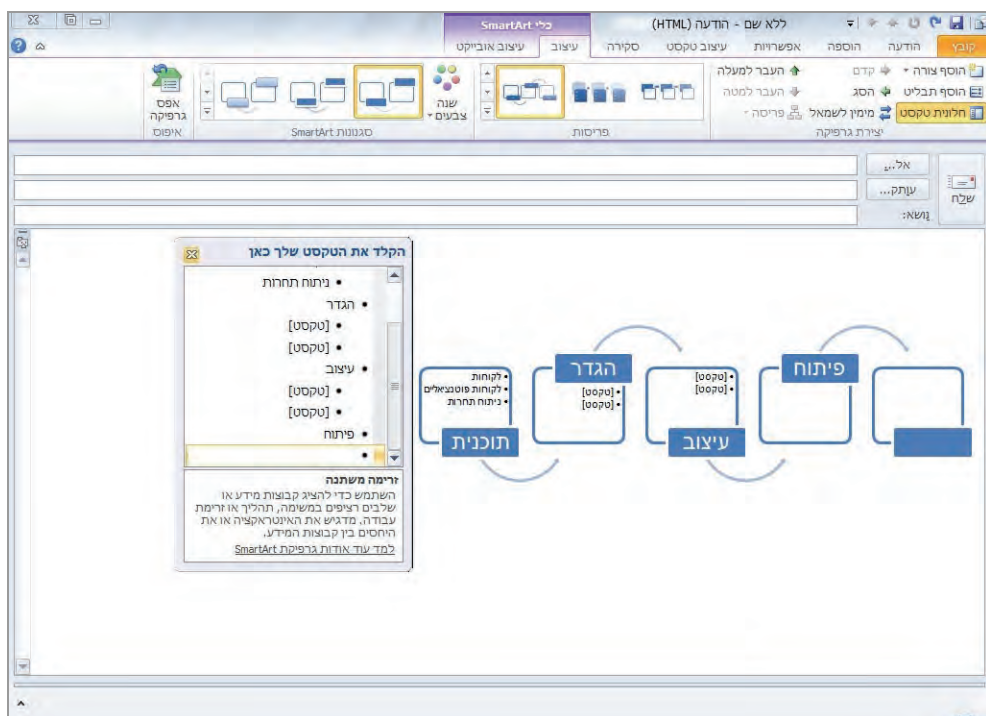 ללא שם - הודעה (HTML)
כלי SmartArt
קובץ
הודעה
הוספה
אפשרויות
עיצוב טקסט
סקירה
עיצוב
עיצוב אובייקט
הוסף צורה
הוסף תבליט
חלונית טקסט
קדם
הסג
מימין לשמאל
העבר למעלה
העבר למטה
פריסה
יצירת גרפיקה
פריסות
שנה
צבעים
סגנונות SmartArt
אפס
גרפיקה
איפוס
שלח
אל...
עותק...
נושא:
הקלד את הטקסט שלך כאן
• ניתוח תחרות
• הגדר
• [טקסט]
• [טקסט]
• עיצוב
• [טקסט]
• [טקסט]
• פיתוח
•
זרימה משתנה
השתמש כדי להציג קבוצות מידע או
שלבים רציפים במשימה, תהליך או זרימת
עבודה. מדגיש את האינטראקציה או את
היחסים בין קבוצות המידע.
למד עוד אודות גרפיקת SmartArt
פיתוח
• [טקסט]
• [טקסט]
עיצוב
הגדר
• [טקסט]
• [טקסט]
• לקוחות
• לקוחות פוטנציאליים
• ניתוח תחרות
תוכנית